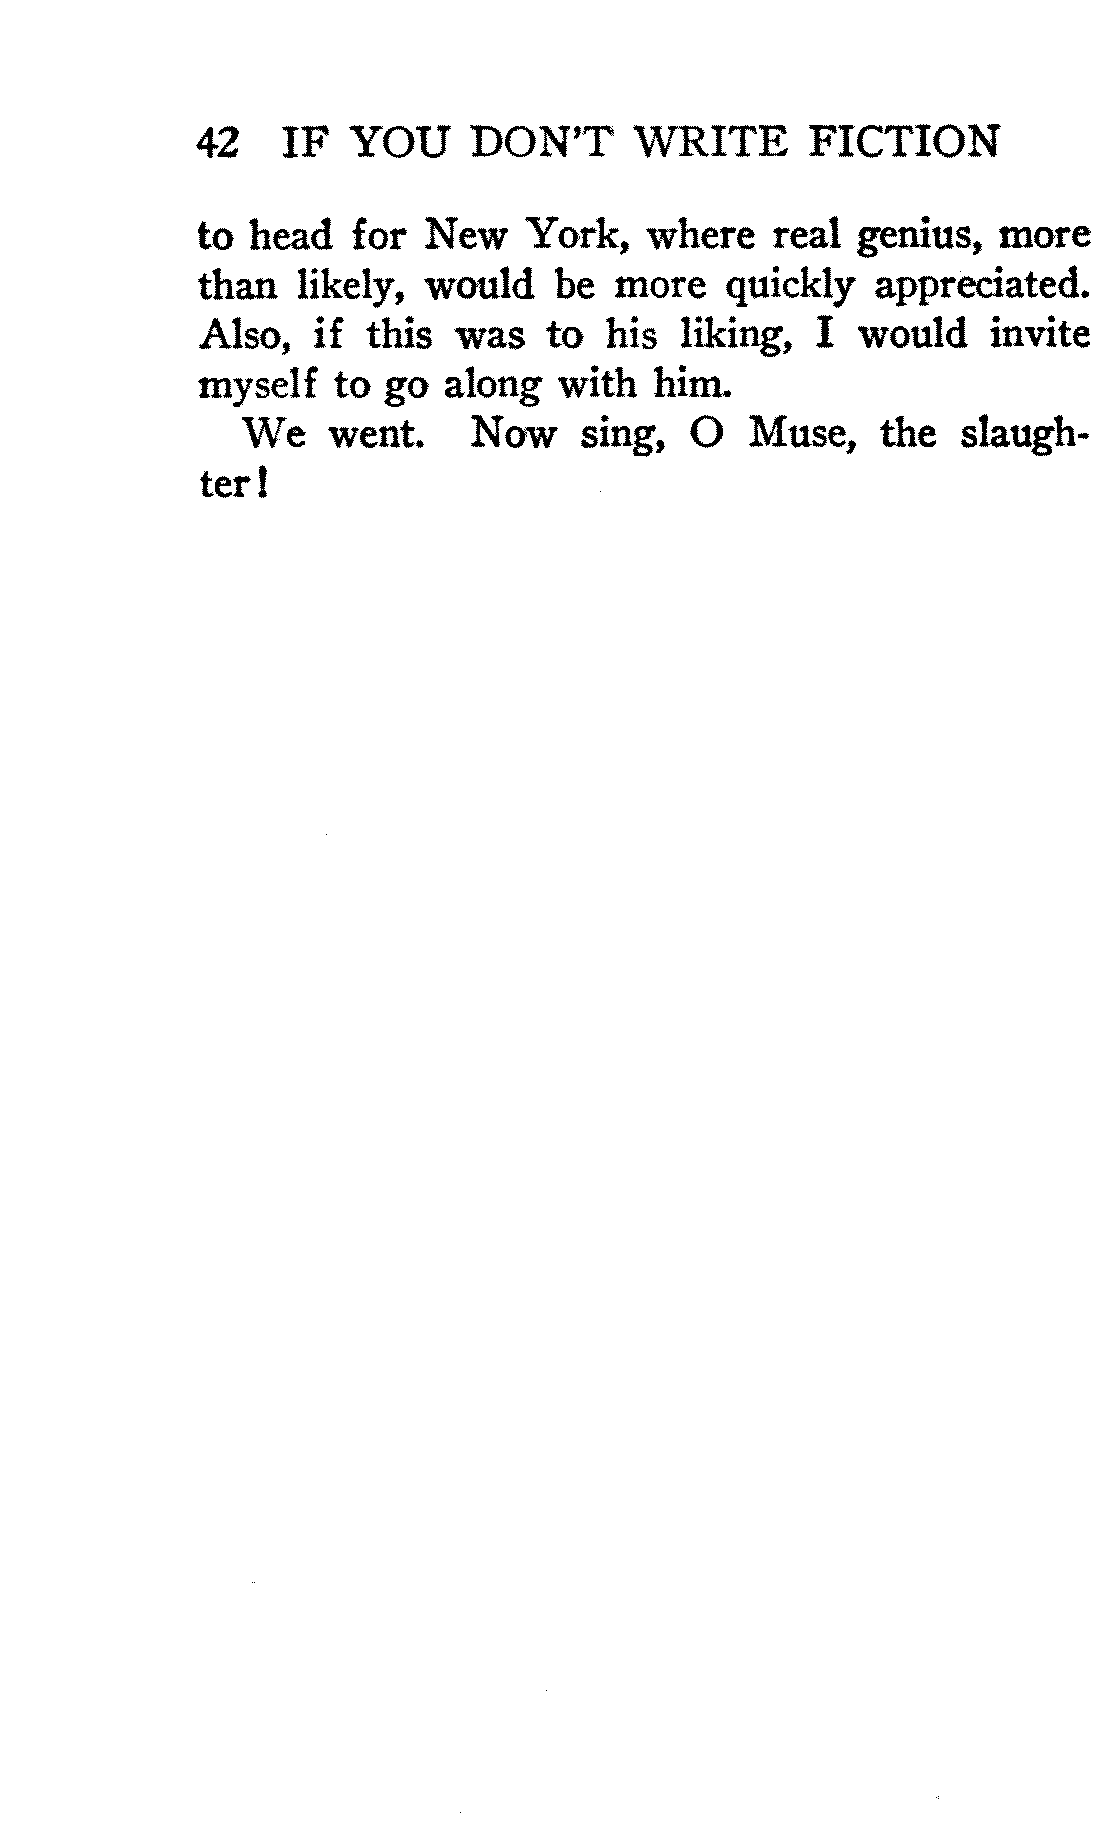 42 IF YOU DON'T WRITE FICTION
to head for New York, where real genius, more
than likely, would be more quickly appreciated.
Also, if this was to his liking, I would invite
myself to go along with him.
We went. Now sing, O Muse, the slaugh-
ter!